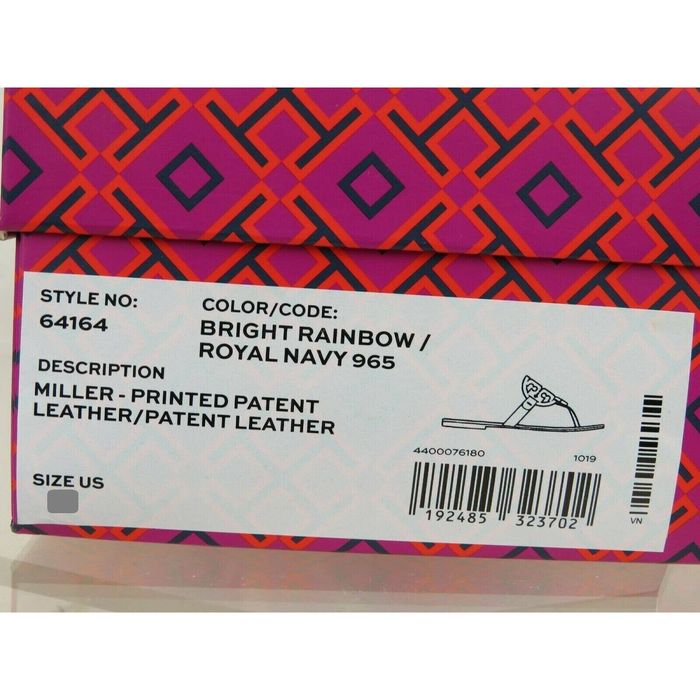 STYLE NO:
64164
COLOR/CODE:
BRIGHT RAINBOW /
ROYAL NAVY 965
DESCRIPTION
MILLER - PRINTED PATENT
LEATHER/PATENT LEATHER
SIZE US
4400076180
1019
192485 323702
VN